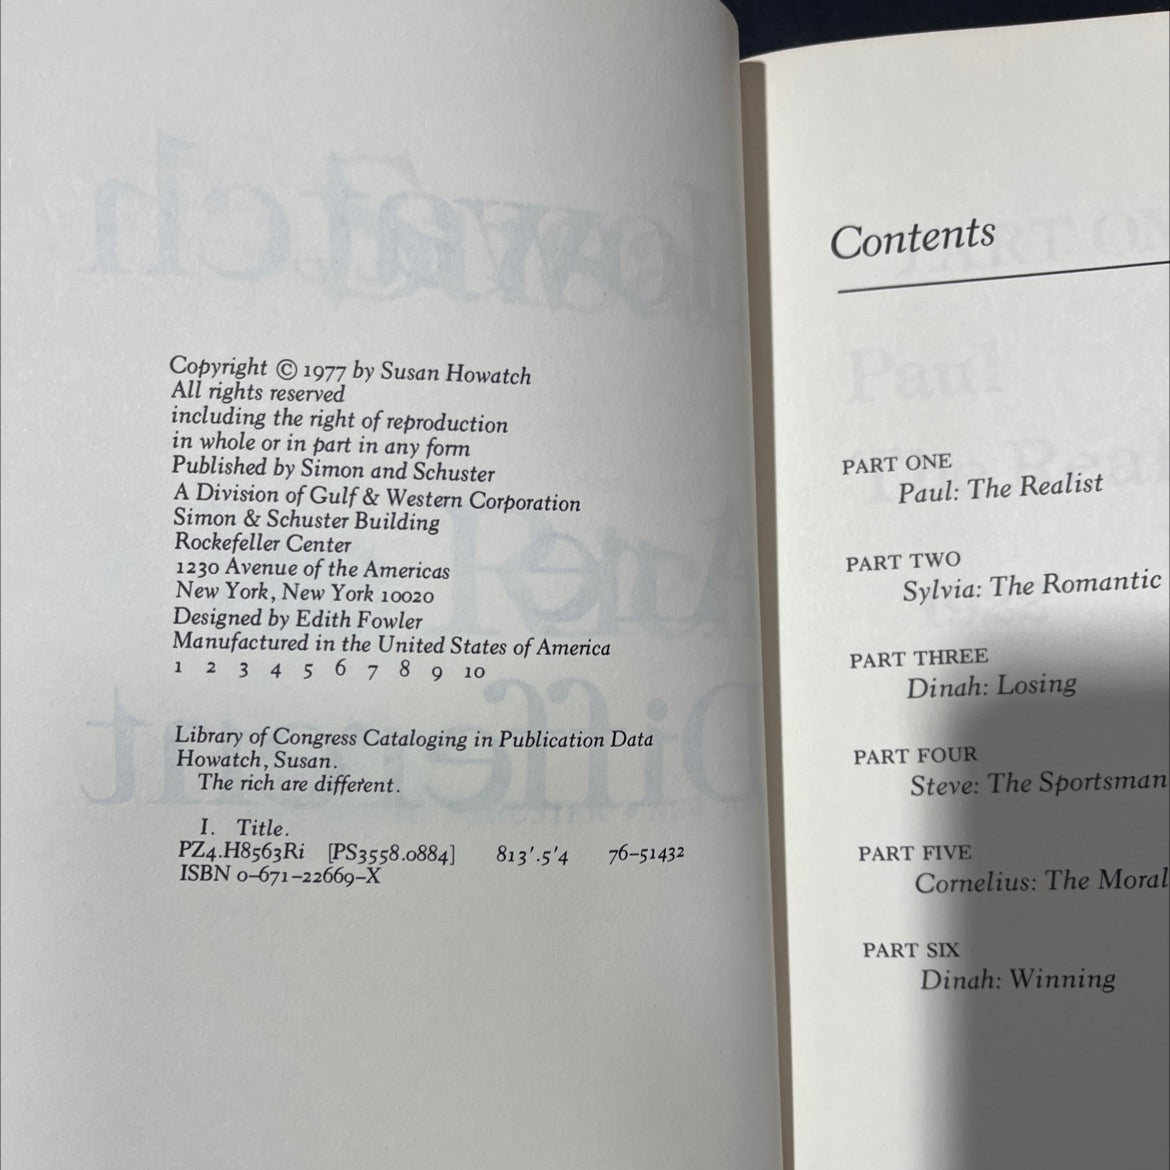 Copyright © 1977 by Susan Howatch
All rights reserved
including the right of reproduction
in whole or in part in any form
Published by Simon and Schuster
A Division of Gulf & Western Corporation
Simon & Schuster Building
Rockefeller Center
1230 Avenue of the Americas
New York, New York 10020
Designed by Edith Fowler
Manufactured in the United States of America
1 2 3 4 5 6 7 8 9 10
Library of Congress Cataloging in Publication Data
Howatch, Susan.
The rich are different.
I. Title.
PZ4.H8563Ri [PS3558.0884] 813'.5'4 76-51432
ISBN 0-671-22669-X
Contents
PART ONE
Paul: The Realist
PART TWO
Sylvia: The Romantic
PART THREE
Dinah: Losing
PART FOUR
Steve: The Sportsman
PART FIVE
Cornelius: The Moral
PART SIX
Dinah: Winning